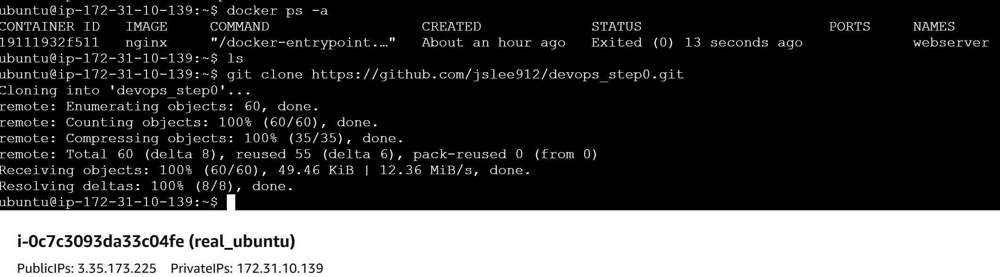 ubuntu@ip-172-31-10-139:~$ docker ps -a
CONTAINER ID   IMAGE     COMMAND                  CREATED             STATUS                      PORTS     NAMES
19111932f511   nginx     "/docker-entrypoint.…"   About an hour ago   Exited (0) 13 seconds ago             webserver
ubuntu@ip-172-31-10-139:~$ ls
ubuntu@ip-172-31-10-139:~$ git clone https://github.com/jslee912/devops_step0.git
Cloning into 'devops_step0'...
remote: Enumerating objects: 60, done.
remote: Counting objects: 100% (60/60), done.
remote: Compressing objects: 100% (35/35), done.
remote: Total 60 (delta 8), reused 55 (delta 6), pack-reused 0 (from 0)
Receiving objects: 100% (60/60), 49.46 KiB | 12.36 MiB/s, done.
Resolving deltas: 100% (8/8), done.
ubuntu@ip-172-31-10-139:~$
i-0c7c3093da33c04fe (real_ubuntu)
PublicIPs: 3.35.173.225    PrivateIPs: 172.31.10.139